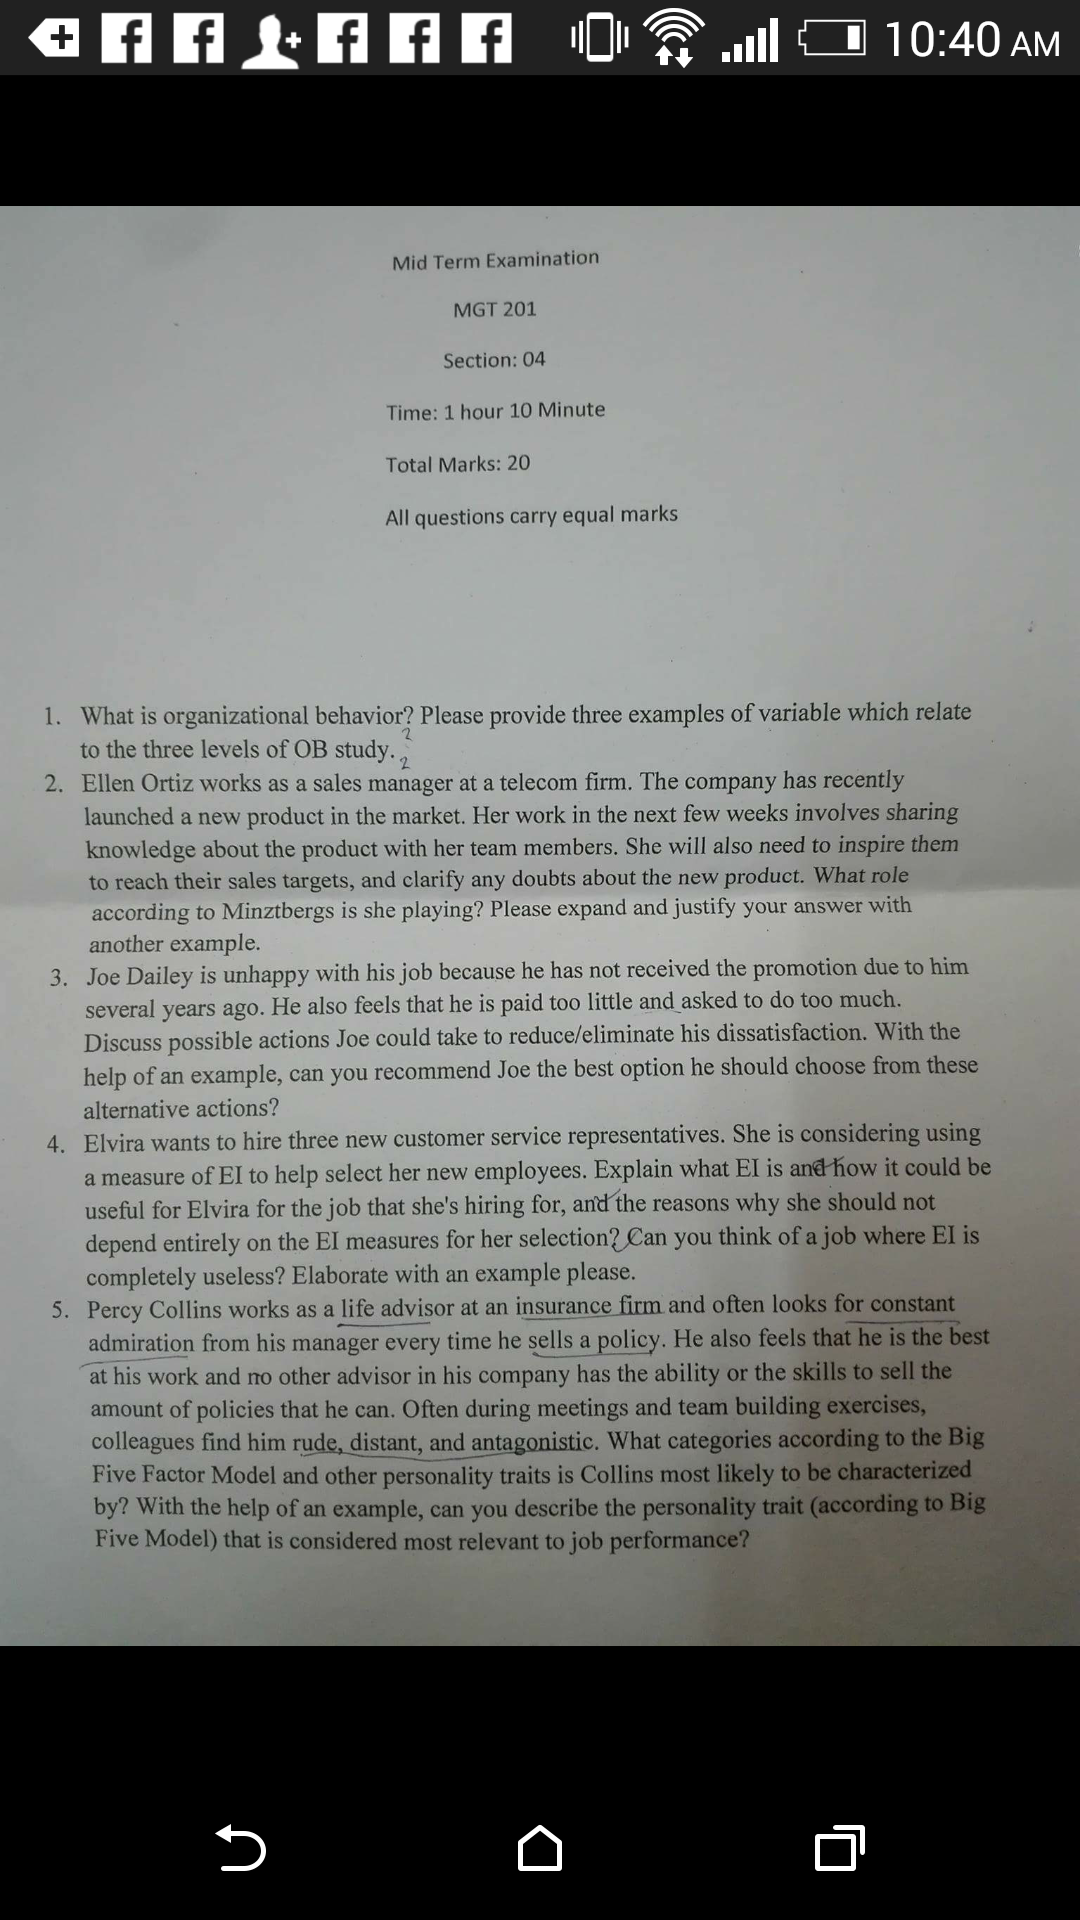 10:40 AM
Mid Term Examination
MGT 201
Section: 04
Time: 1 hour 10 Minute
Total Marks: 20
All questions carry equal marks
1. What is organizational behavior? Please provide three examples of variable which relate
to the three levels of OB study.
2
2
2. Ellen Ortiz works as a sales manager at a telecom firm. The company has recently
launched a new product in the market. Her work in the next few weeks involves sharing
knowledge about the product with her team members. She will also need to inspire them
to reach their sales targets, and clarify any doubts about the new product. What role
according to Minztbergs is she playing? Please expand and justify your answer with
another example.
3. Joe Dailey is unhappy with his job because he has not received the promotion due to him
several years ago. He also feels that he is paid too little and asked to do too much.
Discuss possible actions Joe could take to reduce/eliminate his dissatisfaction. With the
help of an example, can you recommend Joe the best option he should choose from these
alternative actions?
4. Elvira wants to hire three new customer service representatives. She is considering using
a measure of EI to help select her new employees. Explain what EI is and how it could be
useful for Elvira for the job that she's hiring for, and the reasons why she should not
depend entirely on the EI measures for her selection? Can you think of a job where EI is
completely useless? Elaborate with an example please.
5. Percy Collins works as a life advisor at an insurance firm and often looks for constant
admiration from his manager every time he sells a policy. He also feels that he is the best
at his work and no other advisor in his company has the ability or the skills to sell the
amount of policies that he can. Often during meetings and team building exercises,
colleagues find him rude, distant, and antagonistic. What categories according to the Big
Five Factor Model and other personality traits is Collins most likely to be characterized
by? With the help of an example, can you describe the personality trait (according to Big
Five Model) that is considered most relevant to job performance?